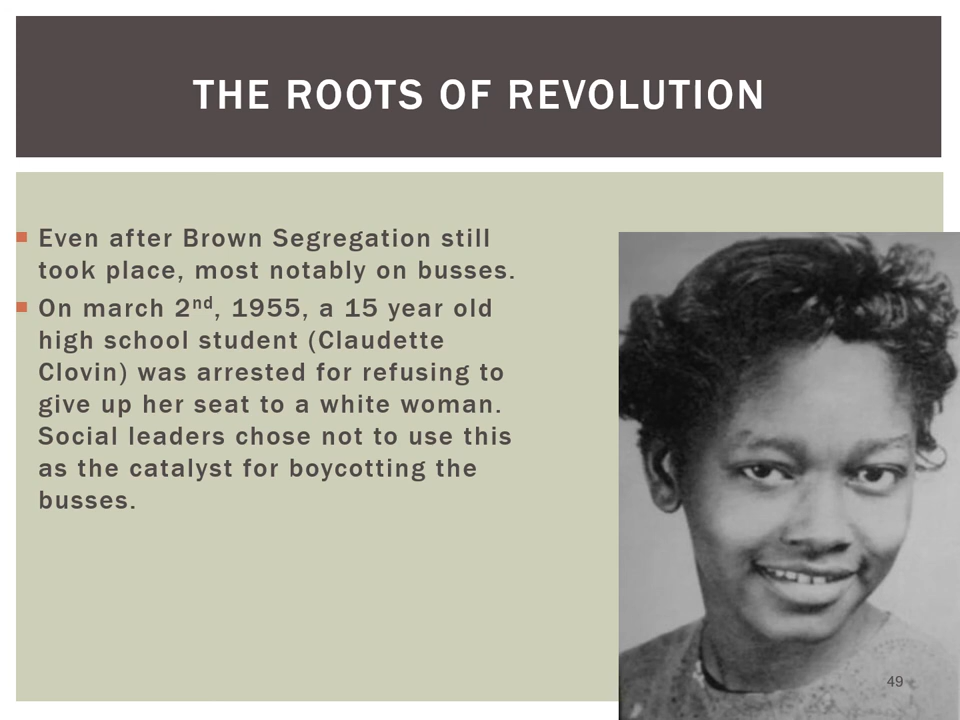 THE ROOTS OF REVOLUTION
Even after Brown Segregation still
took place, most notably on busses.
On march 2nd, 1955, a 15 year old
high school student (Claudette
Clovin) was arrested for refusing to
give up her seat to a white woman.
Social leaders chose not to use this
as the catalyst for boycotting the
busses.
49